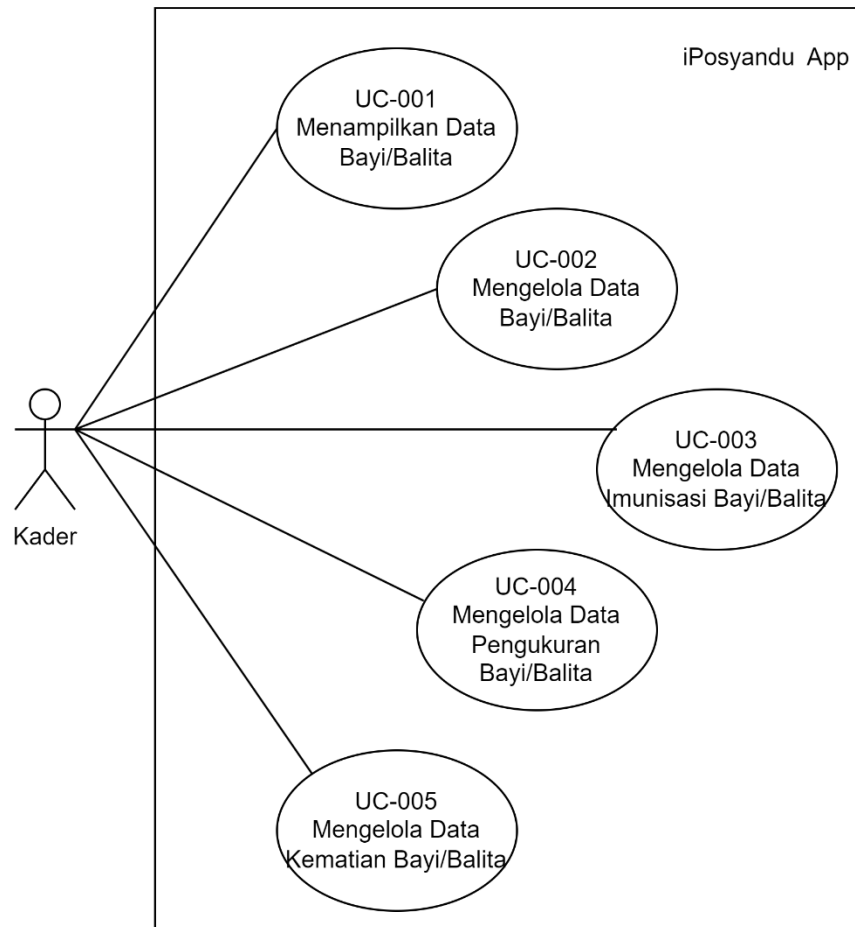 iPosyandu App
UC-001
Menampilkan Data
Bayi/Balita
UC-002
Mengelola Data
Bayi/Balita
UC-003
Mengelola Data
Imunisasi Bayi/Balita
Kader
UC-004
Mengelola Data
Pengukuran
Bayi/Balita
UC-005
Mengelola Data
Kematian Bayi/Balita